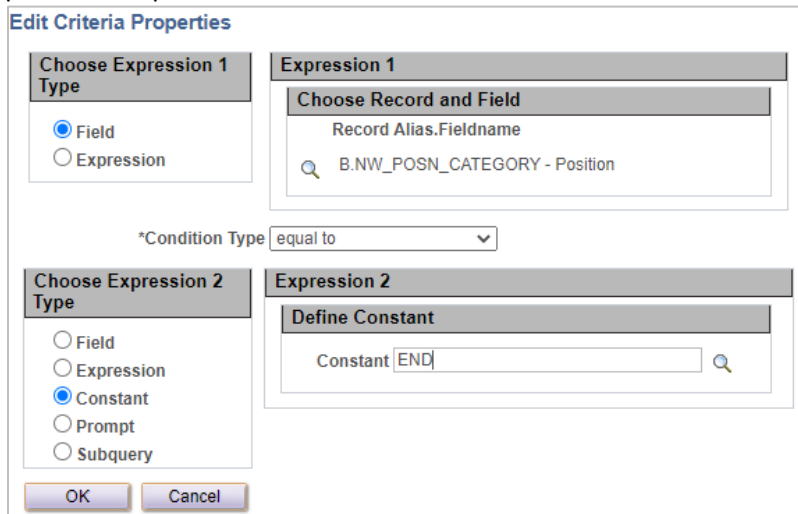 Edit Criteria Properties
Choose Expression 1 Type
Expression 1
Choose Record and Field
Record Alias.Fieldname
Field
Expression
B.NW_POSN_CATEGORY - Position
*Condition Type equal to
Choose Expression 2 Type
Expression 2
Define Constant
Constant END
Field
Expression
Constant
Prompt
Subquery
OK Cancel